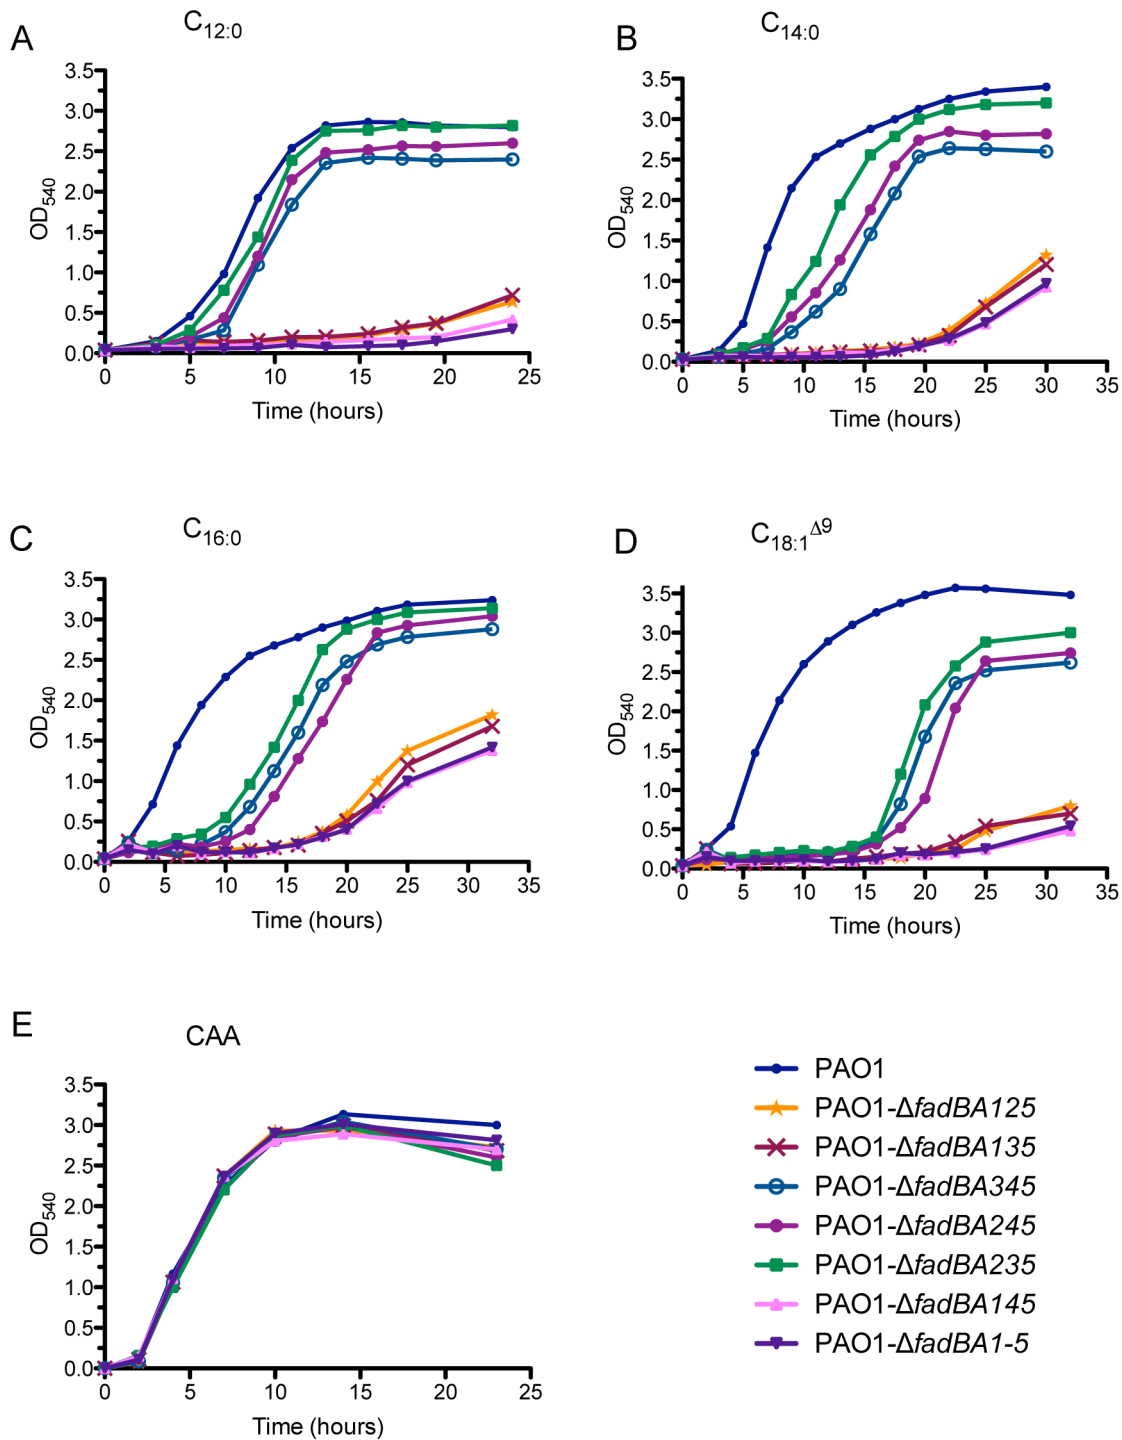 A
C12:0
3.5
3.0
2.5
2.0
1.5
1.0
0.5
0.0
OD540
0 5 10 15 20 25
Time (hours)
B
C14:0
3.5
3.0
2.5
2.0
1.5
1.0
0.5
0.0
OD540
0 5 10 15 20 25 30 35
Time (hours)
C
C16:0
3.5
3.0
2.5
2.0
1.5
1.0
0.5
0.0
OD540
0 5 10 15 20 25 30 35
Time (hours)
D
C18:1Δ9
3.5
3.0
2.5
2.0
1.5
1.0
0.5
0.0
OD540
0 5 10 15 20 25 30 35
Time (hours)
E
CAA
3.5
3.0
2.5
2.0
1.5
1.0
0.5
0.0
OD540
0 5 10 15 20 25
Time (hours)
PAO1
PAO1-ΔfadBA125
PAO1-ΔfadBA135
PAO1-ΔfadBA345
PAO1-ΔfadBA245
PAO1-ΔfadBA235
PAO1-ΔfadBA145
PAO1-ΔfadBA1-5